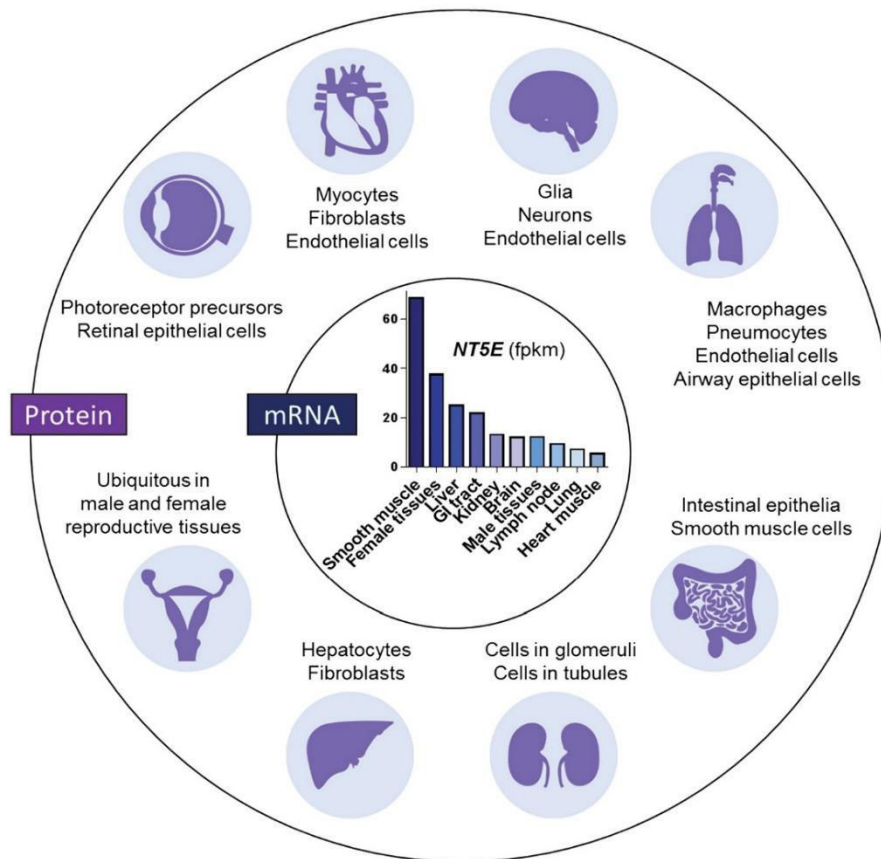 Myocytes
Fibroblasts
Endothelial cells
Glia
Neurons
Endothelial cells
Photoreceptor precursors
Retinal epithelial cells
Macrophages
Pneumocytes
Endothelial cells
Airway epithelial cells
Protein
mRNA
NT5E (fpkm)
60
40
20
0
Smooth muscle
Female tissues
Liver
GI tract
Kidney
Brain
Male tissues
Lymph node
Lung
Heart muscle
Ubiquitous in
male and female
reproductive tissues
Intestinal epithelia
Smooth muscle cells
Hepatocytes
Fibroblasts
Cells in glomeruli
Cells in tubules